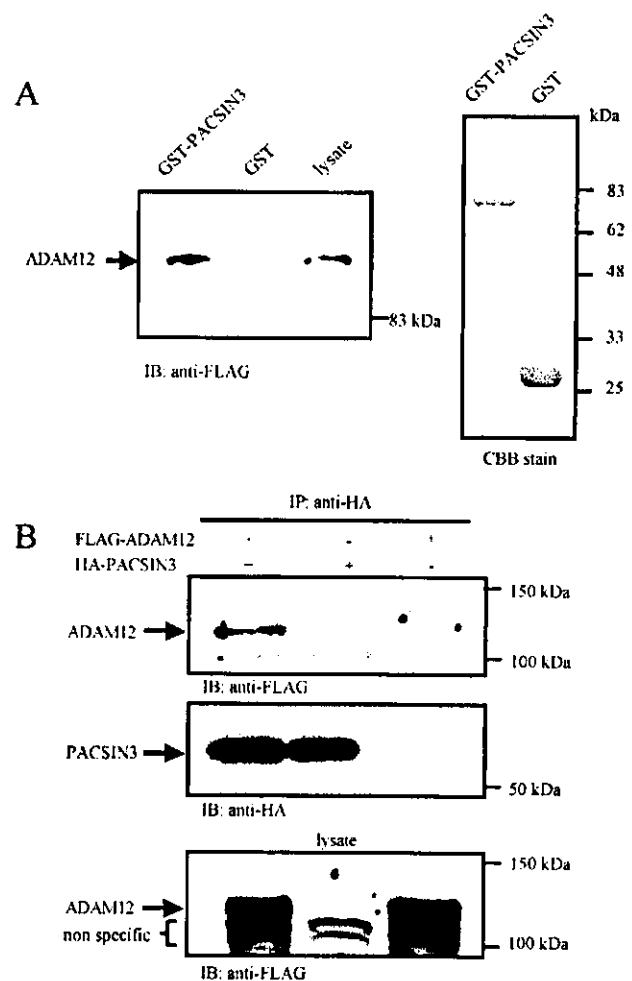 A
GST-PACSIN3
GST
lysate
ADAM12
83 kDa
IB: anti-FLAG
GST-PACSIN3
GST
kDa
83
62
48
33
25
CBB stain
B
IP: anti-HA
FLAG-ADAM12 - +
HA-PACSIN3 − + -
150 kDa
ADAM12
100 kDa
IB: anti-FLAG
PACSIN3
50 kDa
IB: anti-HA
lysate
150 kDa
ADAM12
non specific
100 kDa
IB: anti-FLAG